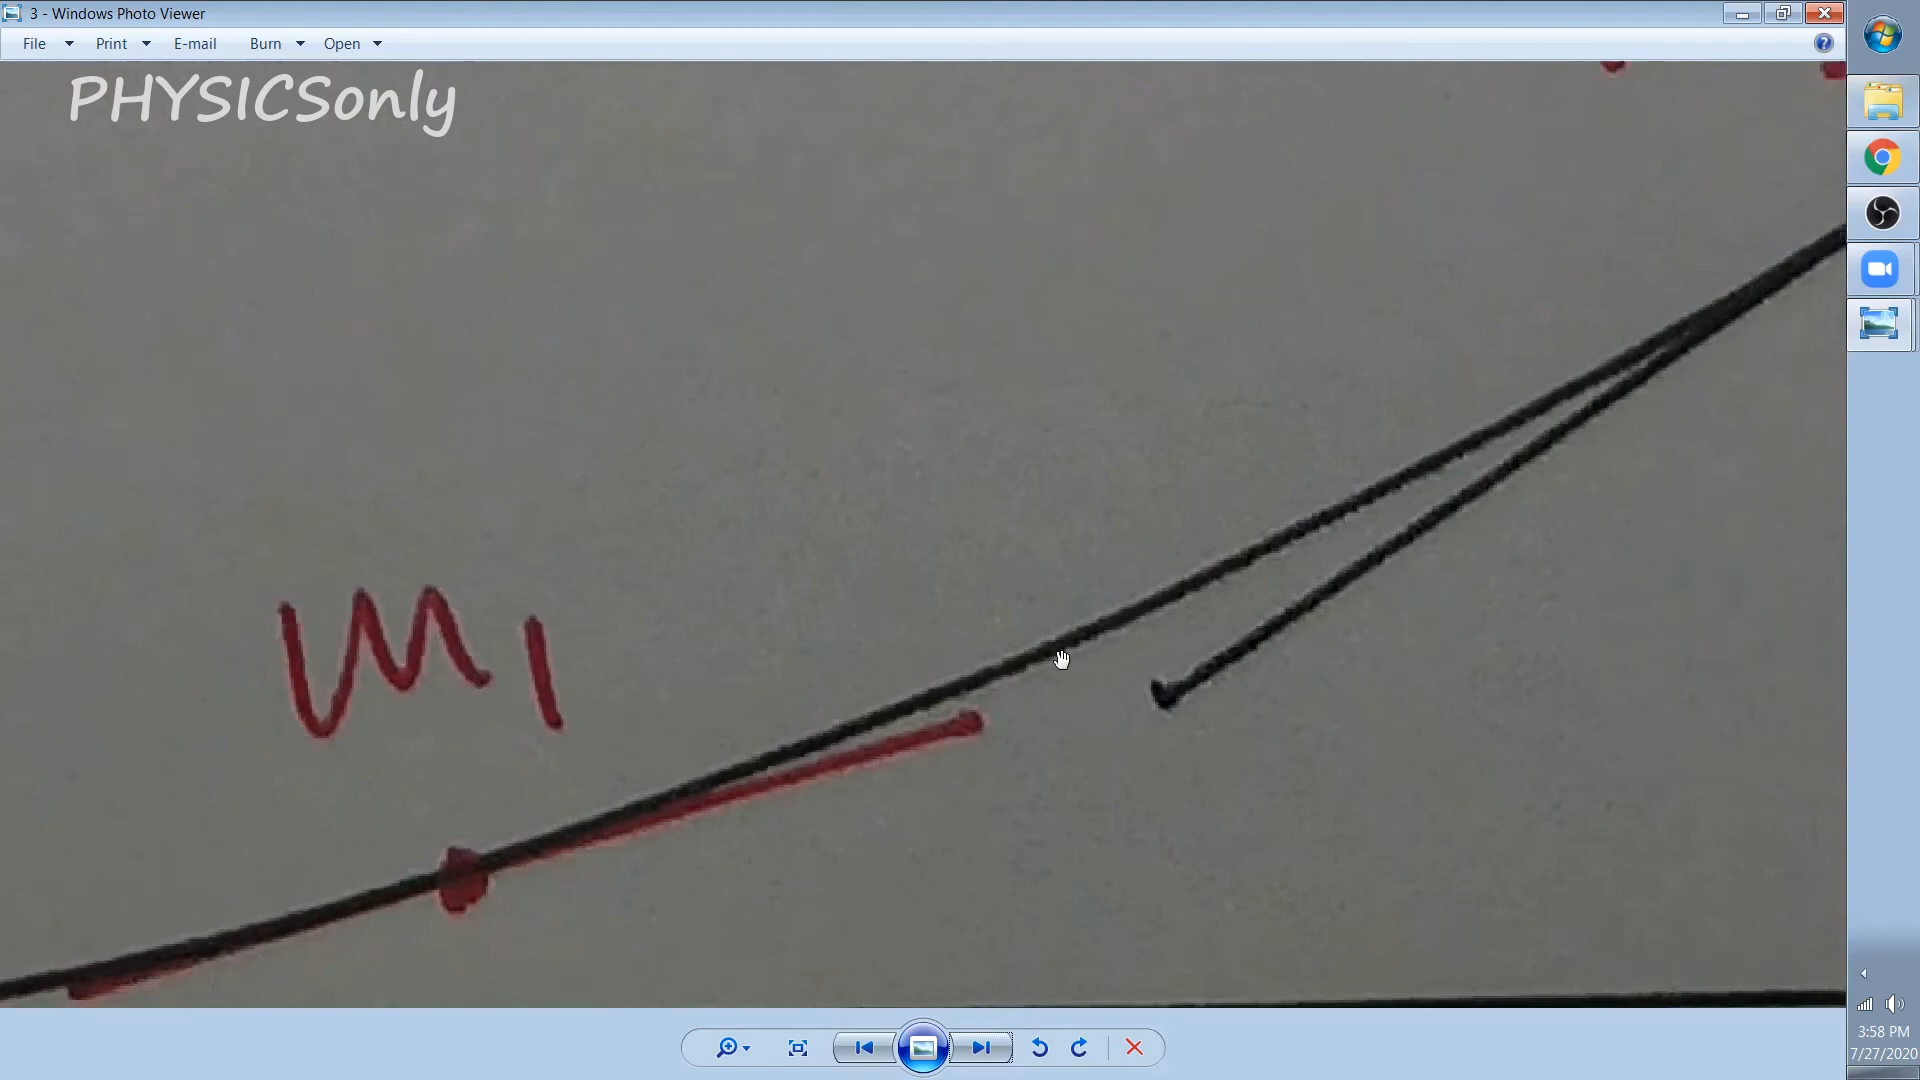 3 - Windows Photo Viewer
File Print E-mail Burn Open
PHYSICSonly
m1
3:58 PM
7/27/2020